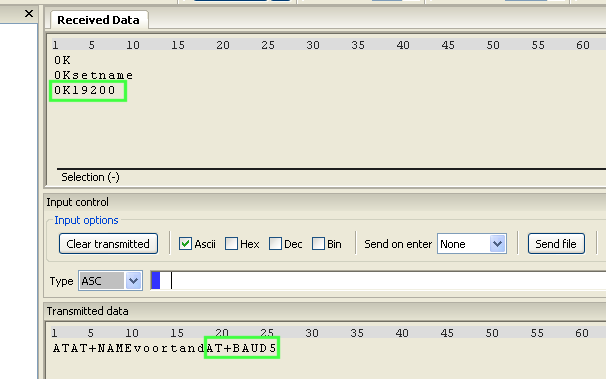 Received Data
1 5 10 15 20 25 30 35 40 45 50 55 60
OK
OKsetname
OK19200
Selection (-)
Input control
Input options
Clear transmitted Ascii Hex Dec Bin Send on enter None Send file
Type ASC
Transmitted data
1 5 10 15 20 25 30 35 40 45 50 55 60
ATAT+NAMEvoortandAT+BAUD5